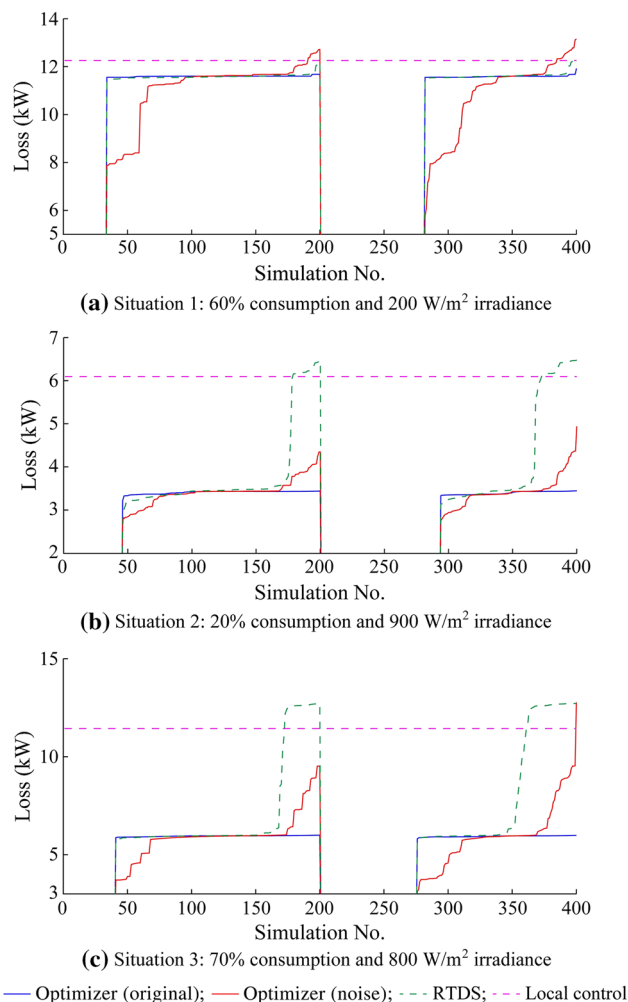 14
12
10
8
6
5
Loss (kW)
0 50 100 150 200 250 300 350 400
Simulation No.
(a) Situation 1: 60% consumption and 200 W/m² irradiance
7
6
5
4
3
2
Loss (kW)
0 50 100 150 200 250 300 350 400
Simulation No.
(b) Situation 2: 20% consumption and 900 W/m² irradiance
15
10
5
3
Loss (kW)
0 50 100 150 200 250 300 350 400
Simulation No.
(c) Situation 3: 70% consumption and 800 W/m² irradiance
Optimizer (original); Optimizer (noise); RTDS; Local control